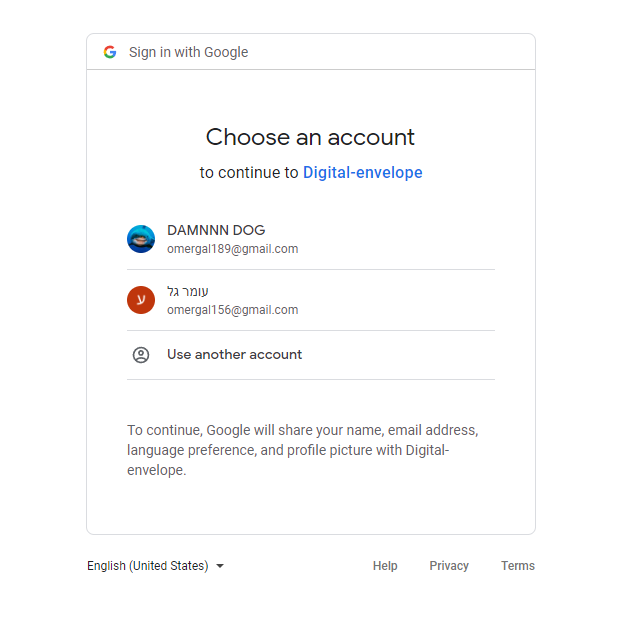 Sign in with Google
Choose an account
to continue to Digital-envelope
DAMNNN DOG
omergal189@gmail.com
ע
עומר גל
omergal156@gmail.com
Use another account
To continue, Google will share your name, email address,
language preference, and profile picture with Digital-
envelope.
English (United States)
Help Privacy Terms